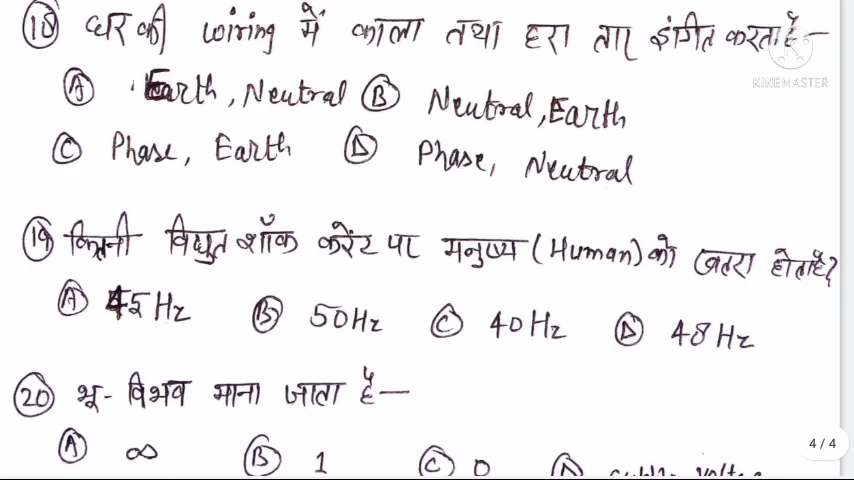 (18) घर की wiring में काला तथा हरा तार इंगित करता है —
KINEMASTER
(A) Earth, Neutral (B) Neutral, Earth
(C) Phase, Earth (D) Phase, Neutral
(19) कितनी विद्युत शॉक करेंट पर मनुष्य (Human) को खतरा होता है?
(A) 45 Hz (B) 50Hz (C) 40Hz (D) 48Hz
(20) भू-विभव माना जाता है —
4/4
(A) ∞ (B) 1 (C) 0 (D)